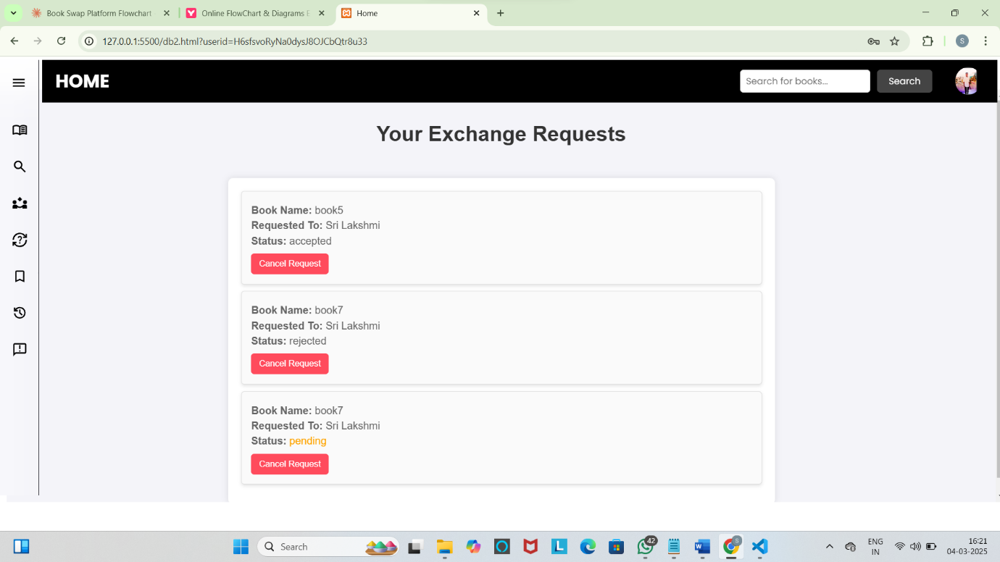 Book Swap Platform Flowchart
Online FlowChart & Diagrams E
Home
127.0.0.1:5500/db2.html?userid=H6sfsvoRyNa0dysJ8OJCbQtr8u33
S
HOME
Search for books...
Search
Your Exchange Requests
Book Name: book5
Requested To: Sri Lakshmi
Status: accepted
Cancel Request
Book Name: book7
Requested To: Sri Lakshmi
Status: rejected
Cancel Request
Book Name: book7
Requested To: Sri Lakshmi
Status: pending
Cancel Request
Search
42
S
ENG
IN
16:21
04-03-2025